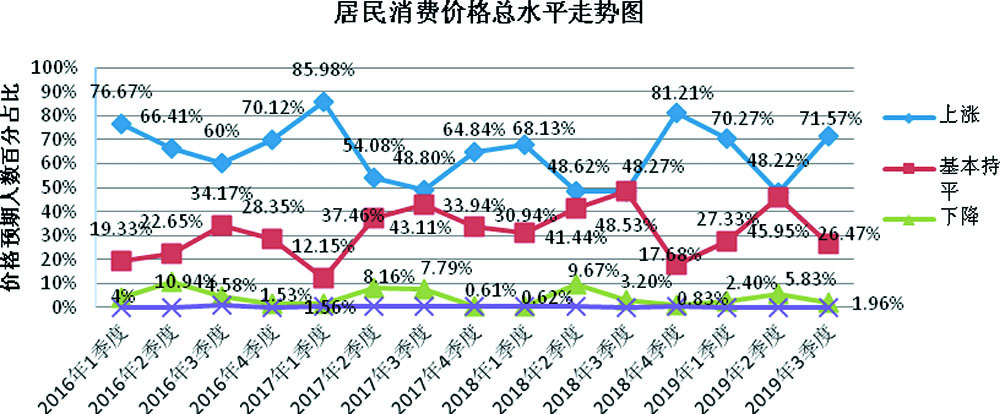 居民消费价格总水平走势图
价格预期人数百分占比
100%
90%
80%
70%
60%
50%
40%
30%
20%
10%
0%
76.67%
66.41%
60%
70.12%
85.98%
54.08%
48.80%
64.84%
68.13%
48.62%
48.27%
81.21%
70.27%
48.22%
71.57%
19.33%
22.65%
34.17%
28.35%
12.15%
37.46%
43.11%
33.94%
30.94%
41.44%
48.53%
17.68%
27.33%
45.95%
26.47%
4%
10.94%
4.58%
1.53%
1.56%
8.16%
7.79%
0.61%
0.62%
9.67%
3.20%
0.83%
2.40%
5.83%
1.96%
2016年1季度
2016年2季度
2016年3季度
2016年4季度
2017年1季度
2017年2季度
2017年3季度
2017年4季度
2018年1季度
2018年2季度
2018年3季度
2018年4季度
2019年1季度
2019年2季度
2019年3季度
上涨
基本持
平
下降